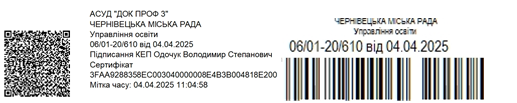 АСУД "ДОК ПРОФ 3"
ЧЕРНІВЕЦЬКА МІСЬКА РАДА
Управління освіти
06/01-20/610 від 04.04.2025
Підписання КЕП Одочук Володимир Степанович
Сертифікат
3FAA9288358EC003040000008E4B3B004818E200
Мітка часу: 04.04.2025 11:04:58
ЧЕРНІВЕЦЬКА МІСЬКА РАДА
Управління освіти
06/01-20/610 від 04.04.2025